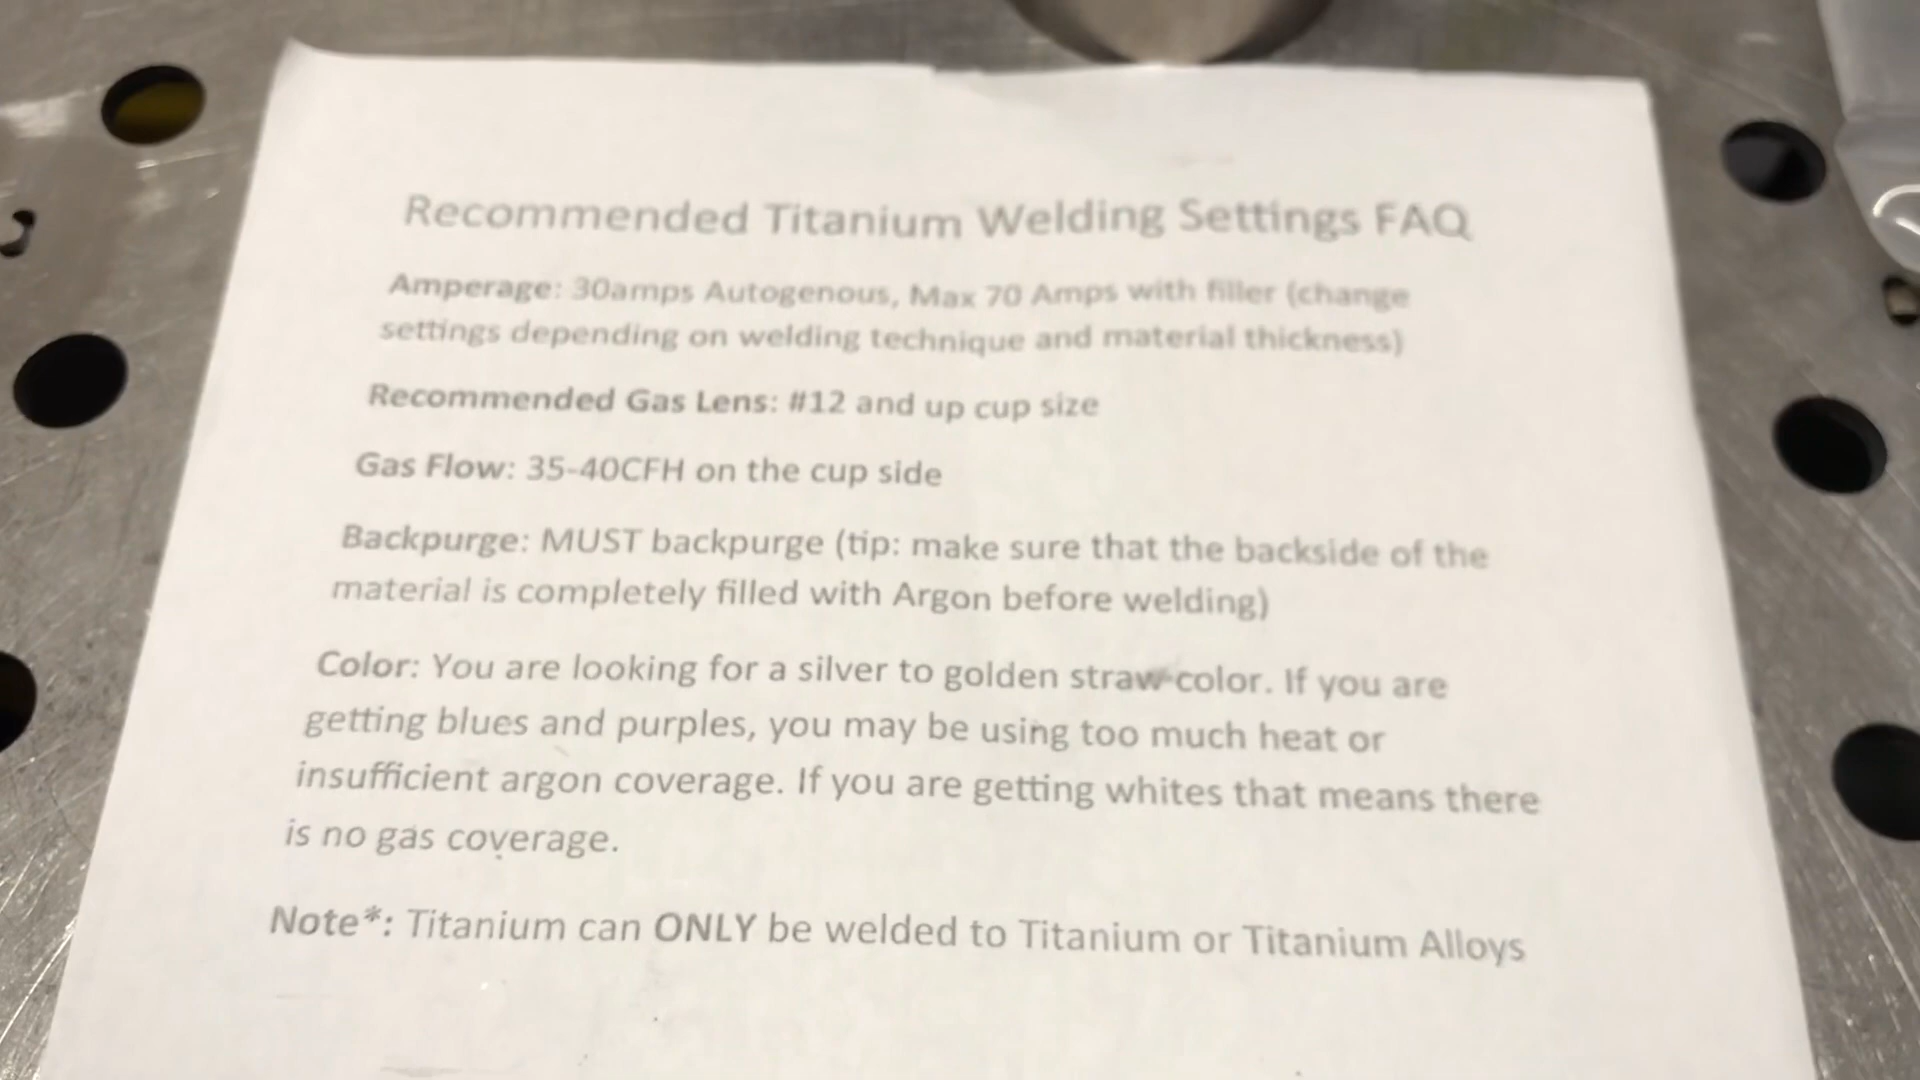 Recommended Titanium Welding Settings FAQ
Amperage: 30amps Autogenous, Max 70 Amps with filler (change
settings depending on welding technique and material thickness)
Recommended Gas Lens: #12 and up cup size
Gas Flow: 35-40CFH on the cup side
Backpurge: MUST backpurge (tip: make sure that the backside of the
material is completely filled with Argon before welding)
Color: You are looking for a silver to golden straw color. If you are
getting blues and purples, you may be using too much heat or
insufficient argon coverage. If you are getting whites that means there
is no gas coverage.
Note*: Titanium can ONLY be welded to Titanium or Titanium Alloys